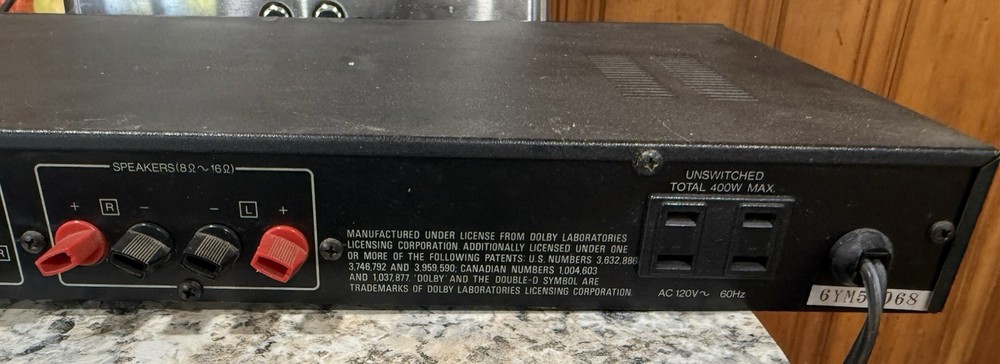 SPEAKERS(8Ω～16Ω)
+ R − − L +
R
MANUFACTURED UNDER LICENSE FROM DOLBY LABORATORIES
LICENSING CORPORATION. ADDITIONALLY LICENSED UNDER ONE
OR MORE OF THE FOLLOWING PATENTS: U.S. NUMBERS 3,632,886
3,746,792 AND 3,959,590; CANADIAN NUMBERS 1,004,603
AND 1,037,877. 'DOLBY' AND THE DOUBLE-D SYMBOL ARE
TRADEMARKS OF DOLBY LABORATORIES LICENSING CORPORATION.
UNSWITCHED
TOTAL 400W MAX.
AC 120V～ 60Hz